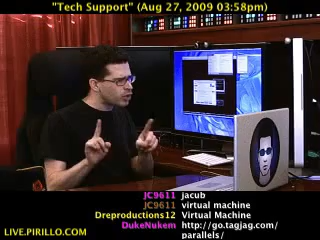 "Tech Support" (Aug 27, 2009 03:58pm)
JC9611 jacub
JC9611 virtual machine
Dreproductions12 Virtual Machine
DukeNukem http://go.tagjag.com/
parallels/
LIVE.PIRILLO.COM